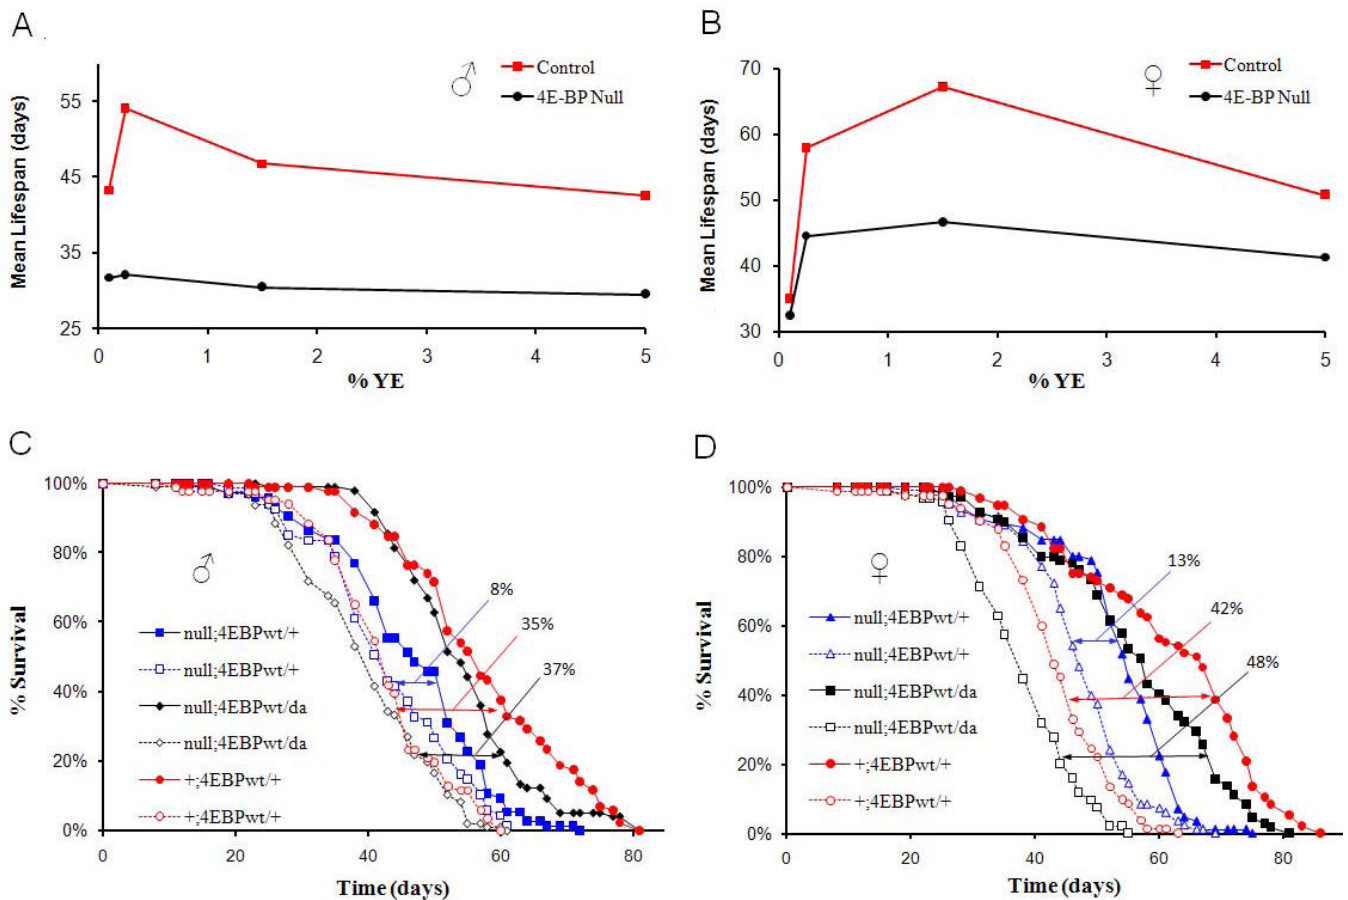 A
B
♂
Control
4E-BP Null
Mean Lifespan (days)
55
45
35
25
0
1
2
3
4
5
% YE
♀
Control
4E-BP Null
Mean Lifespan (days)
70
60
50
40
30
0
1
2
3
4
5
% YE
C
♂
% Survival
100%
80%
60%
40%
20%
0%
8%
35%
37%
null;4EBPwt/+
null;4EBPwt/+
null;4EBPwt/da
null;4EBPwt/da
+;4EBPwt/+
+;4EBPwt/+
0
20
40
60
80
Time (days)
D
♀
% Survival
100%
80%
60%
40%
20%
0%
13%
42%
48%
null;4EBPwt/+
null;4EBPwt/+
null;4EBPwt/da
null;4EBPwt/da
+;4EBPwt/+
+;4EBPwt/+
0
20
40
60
80
Time (days)